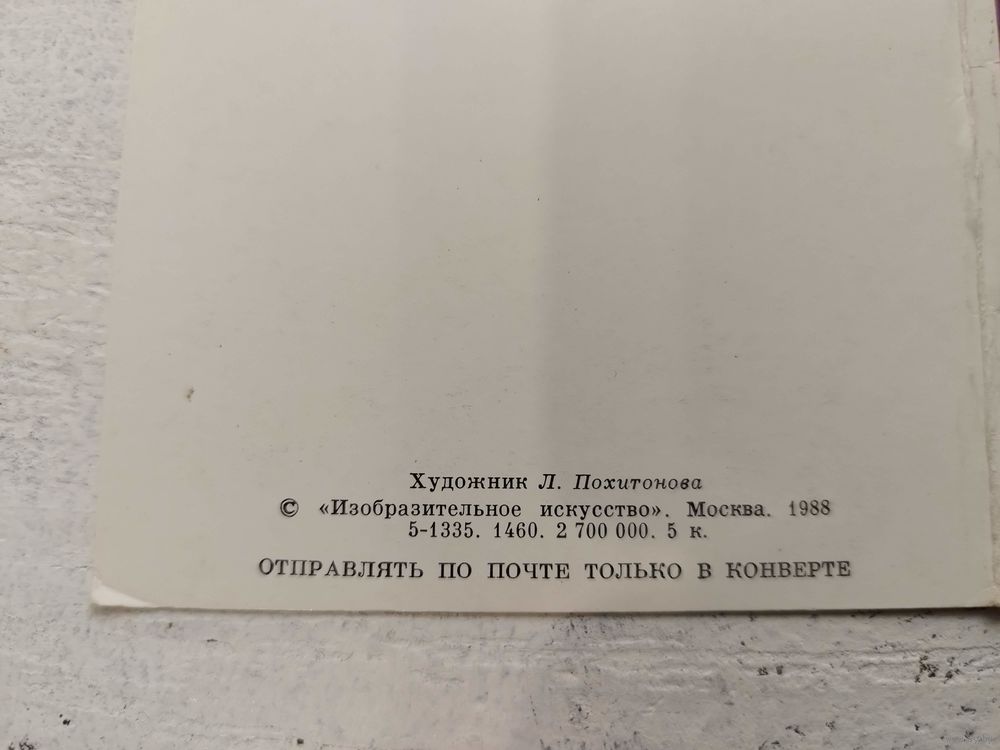 Художник Л. Похитонова
© «Изобразительное искусство». Москва. 1988
5-1335. 1460. 2 700 000. 5 к.
ОТПРАВЛЯТЬ ПО ПОЧТЕ ТОЛЬКО В КОНВЕРТЕ